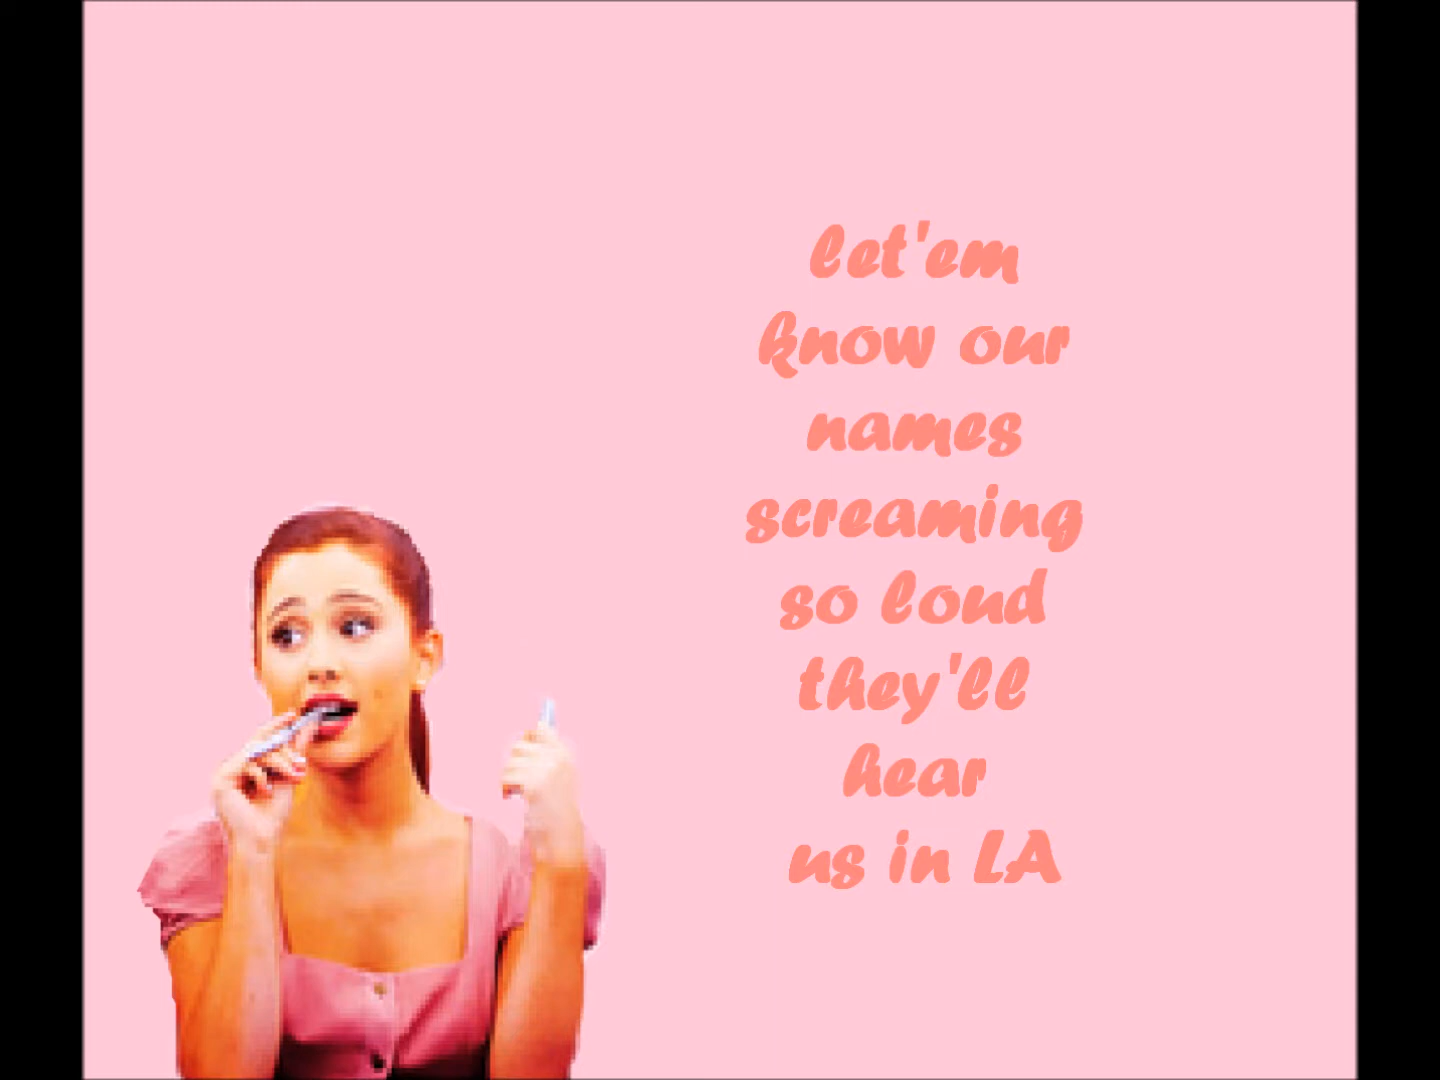 let'em
know our
names
screaming
so loud
they'll
hear
us in LA